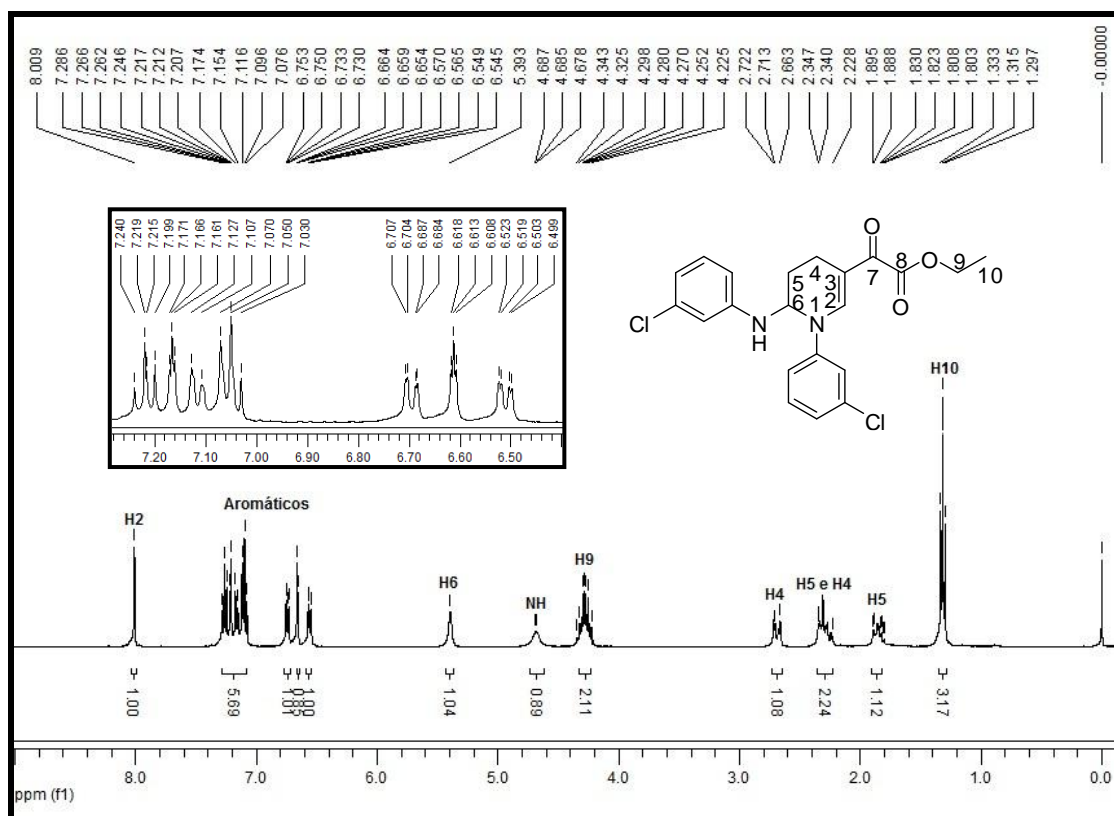 8.009 7.286 7.266 7.262 7.246 7.217 7.212 7.207 7.174 7.154 7.116 7.096 7.076 6.753 6.750 6.733 6.730 6.664 6.659 6.654 6.570 6.565 6.549 6.545 5.393 4.687 4.685 4.678 4.343 4.325 4.298 4.280 4.270 4.252 4.225 2.722 2.713 2.663 2.347 2.340 2.228 1.895 1.888 1.830 1.823 1.808 1.803 1.333 1.315 1.297 -0.00000
7.240 7.219 7.215 7.199 7.171 7.166 7.161 7.127 7.107 7.070 7.050 7.030 6.707 6.704 6.687 6.684 6.618 6.613 6.608 6.523 6.519 6.503 6.499
7.20 7.10 7.00 6.90 6.80 6.70 6.60 6.50
O
4 7 8 O 9
5 3 10
6 1 2 O
Cl N N
H
Cl
H10
Aromáticos
H2
H6 NH H9 H4 H5 e H4 H5
1.00 5.69 1.01 0.85 1.00 1.04 0.89 2.11 1.08 2.24 1.12 3.17
8.0 7.0 6.0 5.0 4.0 3.0 2.0 1.0 0.0
ppm (f1)